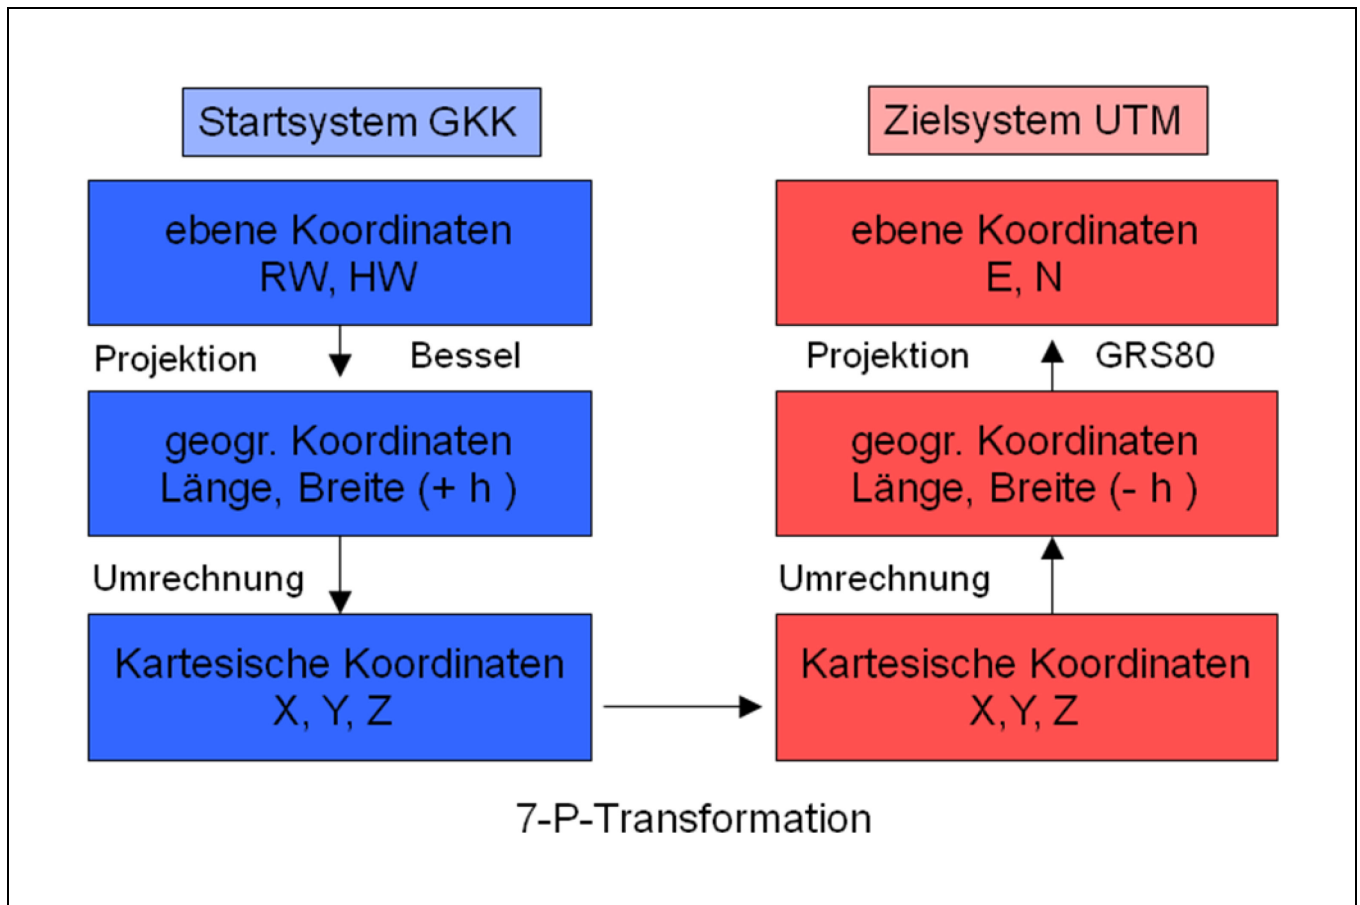 Startsystem GKK
ebene Koordinaten
RW, HW
Projektion
Bessel
geogr. Koordinaten
Länge, Breite (+ h )
Umrechnung
Kartesische Koordinaten
X, Y, Z
Zielsystem UTM
ebene Koordinaten
E, N
Projektion
GRS80
geogr. Koordinaten
Länge, Breite (- h )
Umrechnung
Kartesische Koordinaten
X,Y, Z
7-P-Transformation